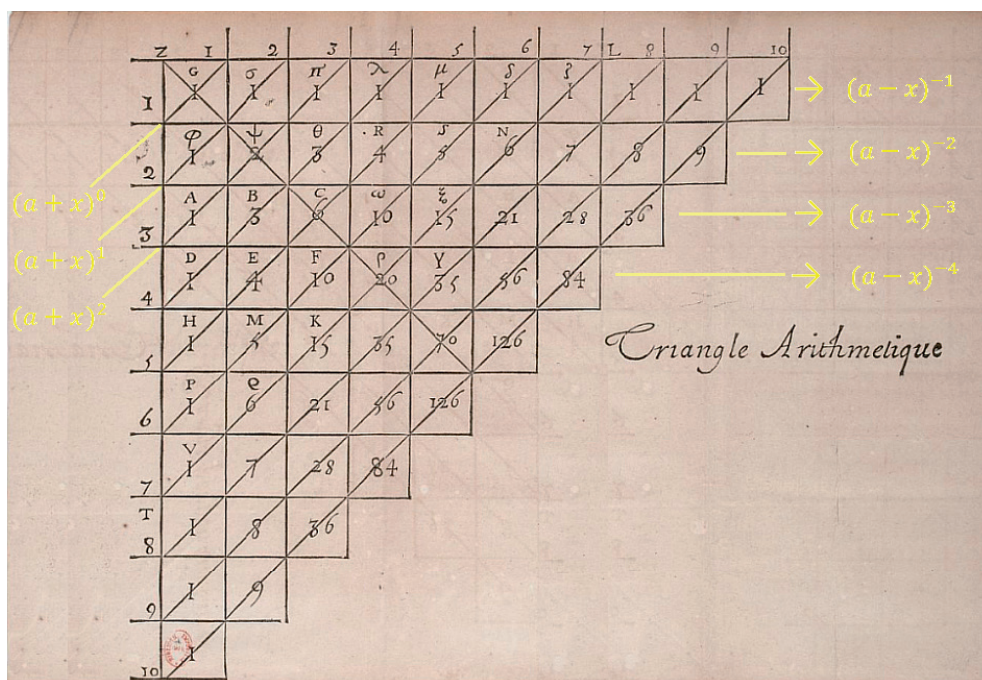 Z 1 2 3 4 5 6 7 L 8 9 10
G σ π λ μ δ ζ
1 1 1 1 1 1 1 1 1 1 1 → (a − x)⁻¹
φ ψ θ R S N
2 1 2 3 4 5 6 7 8 9 → (a − x)⁻²
(a + x)⁰
A B C ω ξ
3 1 3 6 10 15 21 28 36 → (a − x)⁻³
(a + x)¹
D E F ρ Y
4 1 4 10 20 35 56 84 → (a − x)⁻⁴
(a + x)²
H M K
5 1 5 15 35 70 126
Triangle Arithmetique
P Q
6 1 6 21 56 126
V
7 1 7 28 84
T
8 1 8 36
9 1 9
10 1